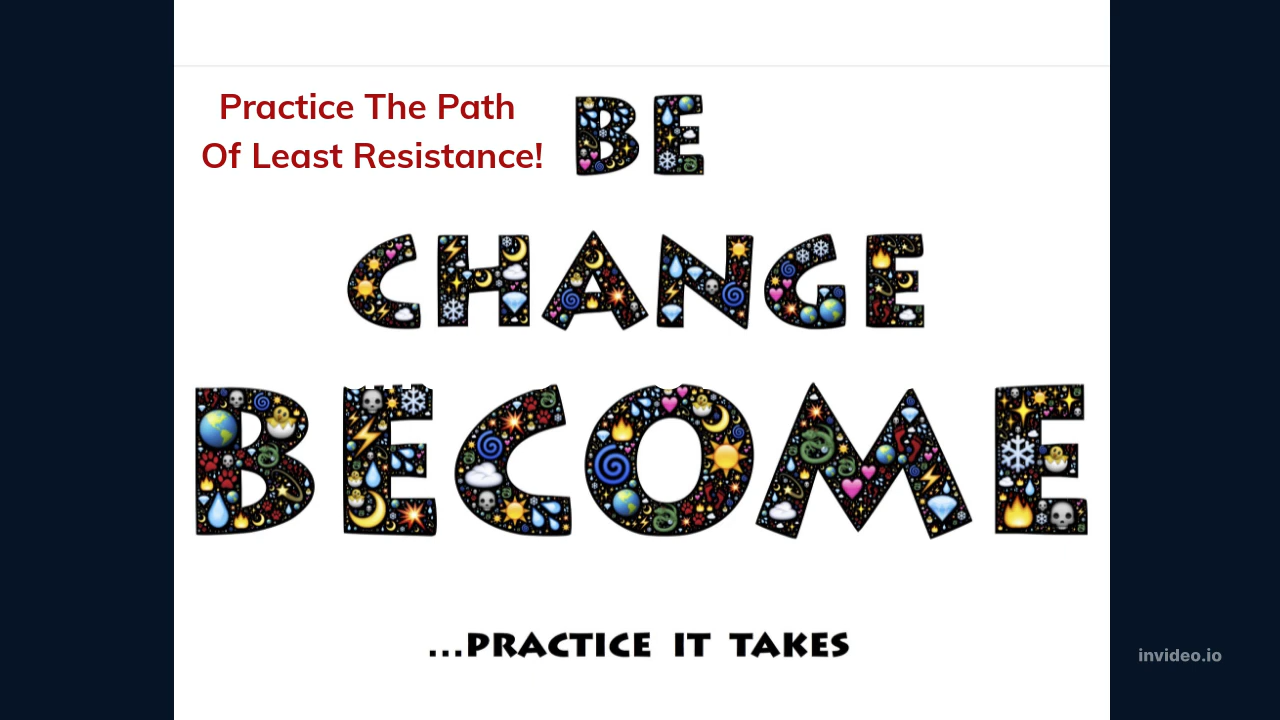 Practice The Path
Of Least Resistance!
BE
CHANGE
BECOME
...PRACTICE IT TAKES
invideo.io